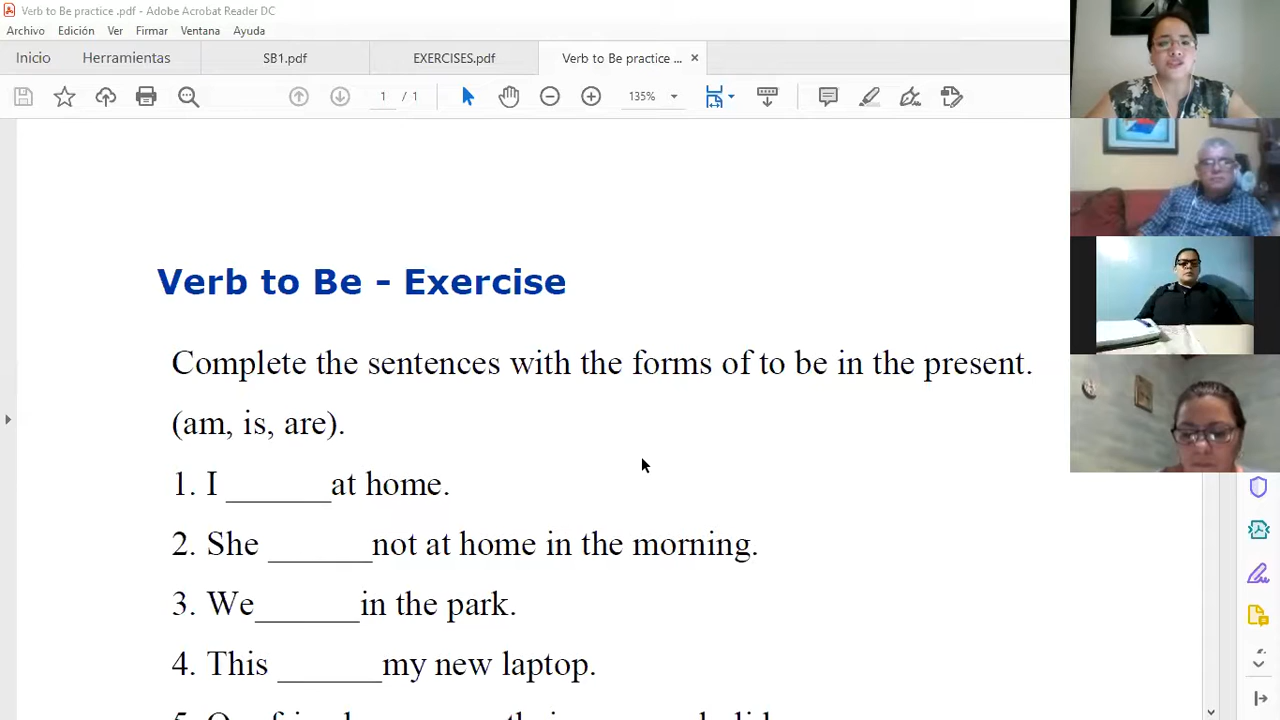 Verb to Be practice .pdf - Adobe Acrobat Reader DC
Archivo Edición Ver Firmar Ventana Ayuda
Inicio Herramientas SB1.pdf EXERCISES.pdf Verb to Be practice ... ×
1 / 1 135%
Verb to Be - Exercise
Complete the sentences with the forms of to be in the present.
(am, is, are).
1. I ______at home.
2. She ______not at home in the morning.
3. We______in the park.
4. This ______my new laptop.